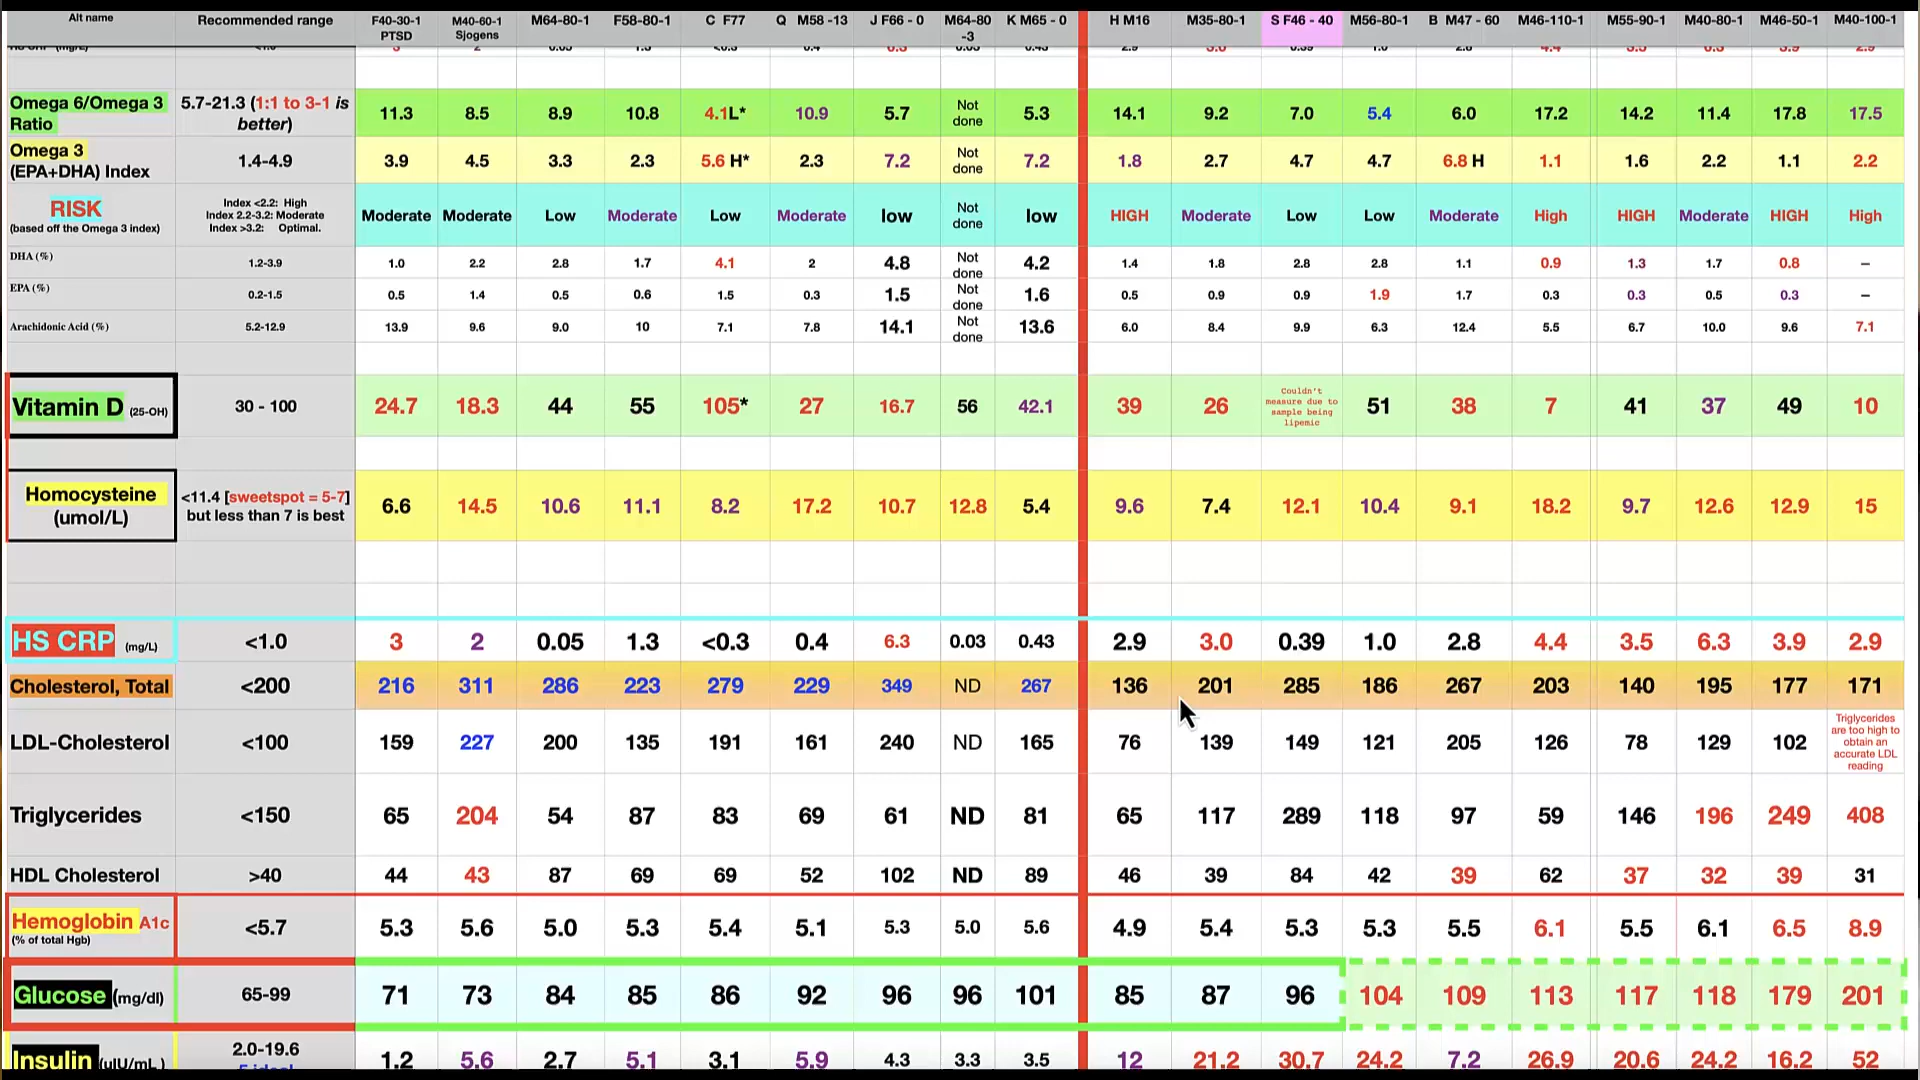 Alt name Recommended range F40-30-1 PTSD M40-60-1 Sjogens M64-80-1 F58-80-1 C F77 Q M58 -13 J F66 - 0 M64-80 -3 K M65 - 0 H M16 M35-80-1 S F46 - 40 M56-80-1 B M47 - 60 M46-110-1 M55-90-1 M40-80-1 M46-50-1 M40-100-1
Omega 6/Omega 3 Ratio 5.7-21.3 (1:1 to 3-1 is better) 11.3 8.5 8.9 10.8 4.1L* 10.9 5.7 Not done 5.3 14.1 9.2 7.0 5.4 6.0 17.2 14.2 11.4 17.8 17.5
Omega 3 (EPA+DHA) Index 1.4-4.9 3.9 4.5 3.3 2.3 5.6 H* 2.3 7.2 Not done 7.2 1.8 2.7 4.7 4.7 6.8 H 1.1 1.6 2.2 1.1 2.2
RISK (based off the Omega 3 index) Index <2.2: High Index 2.2-3.2: Moderate Index >3.2: Optimal. Moderate Moderate Low Moderate Low Moderate low Not done low HIGH Moderate Low Low Moderate High HIGH Moderate HIGH High
DHA (%) 1.2-3.9 1.0 2.2 2.8 1.7 4.1 2 4.8 Not done 4.2 1.4 1.8 2.8 2.8 1.1 0.9 1.3 1.7 0.8 –
EPA (%) 0.2-1.5 0.5 1.4 0.5 0.6 1.5 0.3 1.5 Not done 1.6 0.5 0.9 0.9 1.9 1.7 0.3 0.3 0.5 0.3 –
Arachidonic Acid (%) 5.2-12.9 13.9 9.6 9.0 10 7.1 7.8 14.1 Not done 13.6 6.0 8.4 9.9 6.3 12.4 5.5 6.7 10.0 9.6 7.1
Vitamin D (25-OH) 30 - 100 24.7 18.3 44 55 105* 27 16.7 56 42.1 39 26 Couldn't measure due to sample being lipemic 51 38 7 41 37 49 10
Homocysteine (umol/L) <11.4 [sweetspot = 5-7] but less than 7 is best 6.6 14.5 10.6 11.1 8.2 17.2 10.7 12.8 5.4 9.6 7.4 12.1 10.4 9.1 18.2 9.7 12.6 12.9 15
HS CRP (mg/L) <1.0 3 2 0.05 1.3 <0.3 0.4 6.3 0.03 0.43 2.9 3.0 0.39 1.0 2.8 4.4 3.5 6.3 3.9 2.9
Cholesterol, Total <200 216 311 286 223 279 229 349 ND 267 136 201 285 186 267 203 140 195 177 171
LDL-Cholesterol <100 159 227 200 135 191 161 240 ND 165 76 139 149 121 205 126 78 129 102 Triglycerides are too high to obtain an accurate LDL reading
Triglycerides <150 65 204 54 87 83 69 61 ND 81 65 117 289 118 97 59 146 196 249 408
HDL Cholesterol >40 44 43 87 69 69 52 102 ND 89 46 39 84 42 39 62 37 32 39 31
Hemoglobin A1c (% of total Hgb) <5.7 5.3 5.6 5.0 5.3 5.4 5.1 5.3 5.0 5.6 4.9 5.4 5.3 5.3 5.5 6.1 5.5 6.1 6.5 8.9
Glucose (mg/dl) 65-99 71 73 84 85 86 92 96 96 101 85 87 96 104 109 113 117 118 179 201
Insulin (uIU/mL) 2.0-19.6 1.2 5.6 2.7 5.1 3.1 5.9 4.3 3.3 3.5 12 21.2 30.7 24.2 7.2 26.9 20.6 24.2 16.2 52